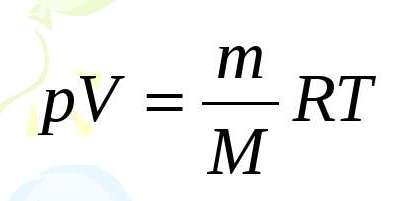 pV = m/M RT